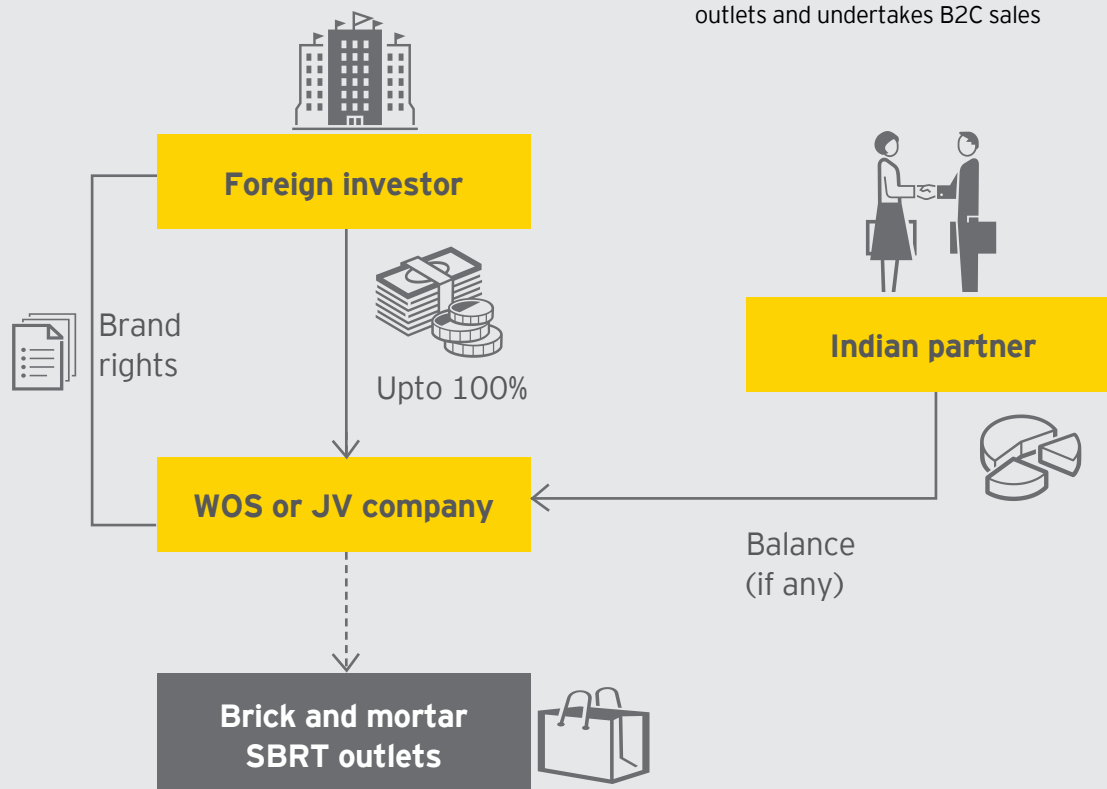 outlets and undertakes B2C sales
Foreign investor
Brand
rights
Upto 100%
Indian partner
WOS or JV company
Balance
(if any)
Brick and mortar
SBRT outlets